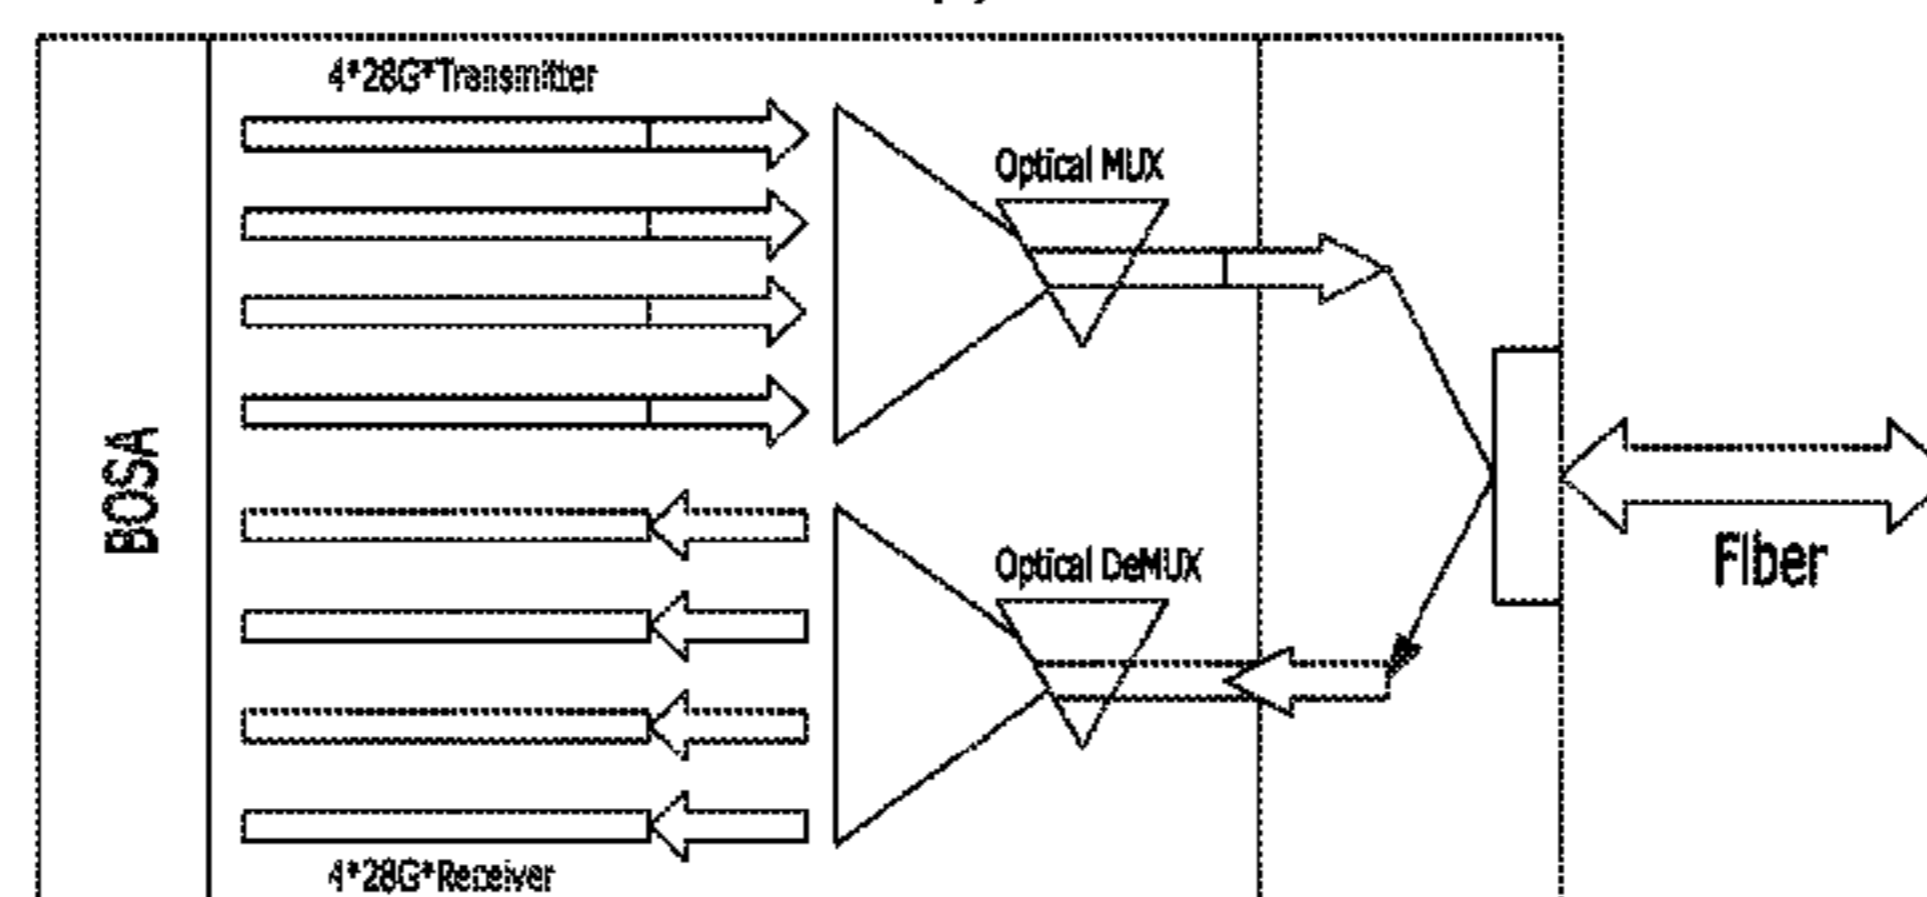 4*28G*Transmitter
Optical MUX
BOSA
Fiber
Optical DeMUX
4*28G*Receiver